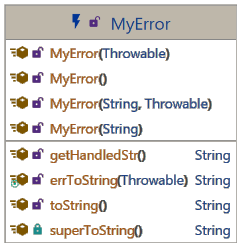 MyError
MyError(Throwable)
MyError()
MyError(String, Throwable)
MyError(String)
getHandledStr() String
errToString(Throwable) String
toString() String
superToString() String